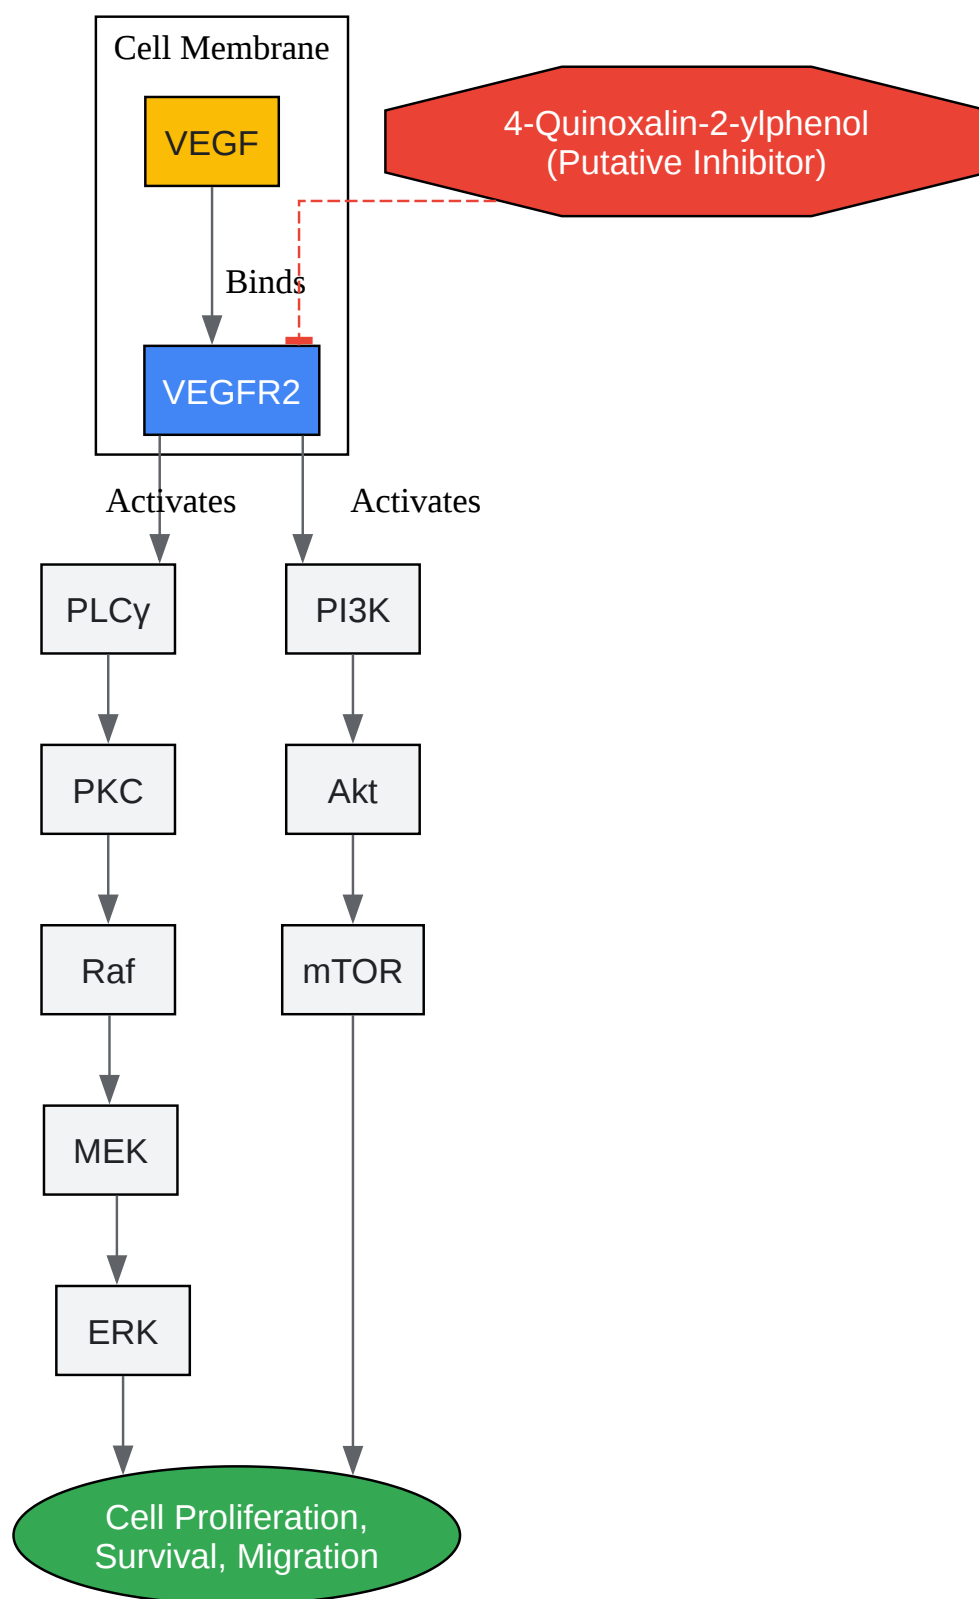 Cell Membrane
VEGF
4-Quinoxalin-2-ylphenol
(Putative Inhibitor)
Binds
VEGFR2
Activates
Activates
PLCγ
PI3K
PKC
Akt
Raf
mTOR
MEK
ERK
Cell Proliferation,
Survival, Migration